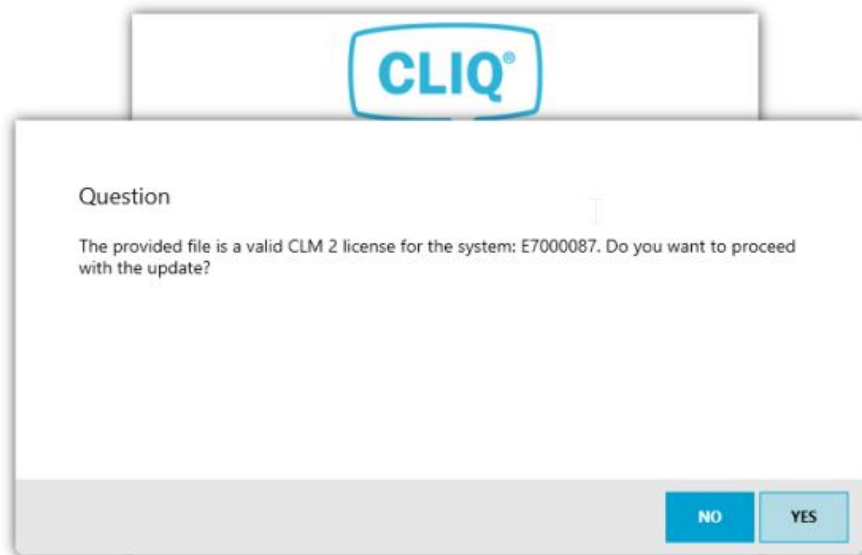 CLIQ®
Question
The provided file is a valid CLM 2 license for the system: E7000087. Do you want to proceed
with the update?
NO YES